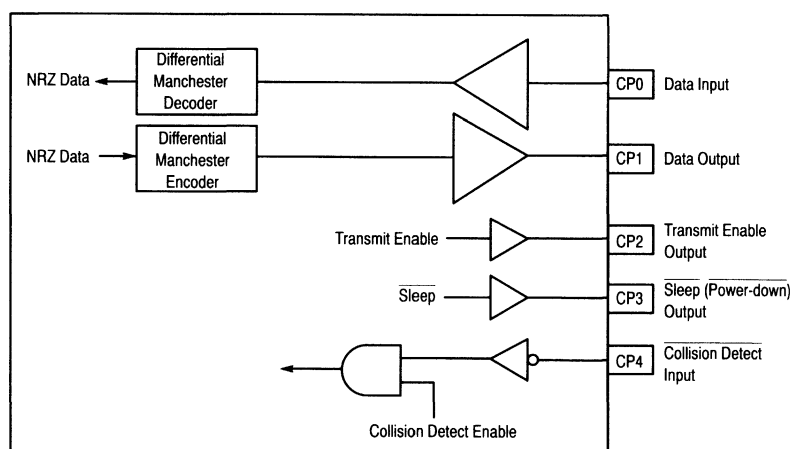 NRZ Data
Differential
Manchester
Decoder
CP0
Data Input
NRZ Data
Differential
Manchester
Encoder
CP1
Data Output
Transmit Enable
CP2
Transmit Enable
Output
Sleep
CP3
Sleep (Power-down)
Output
CP4
Collision Detect
Input
Collision Detect Enable